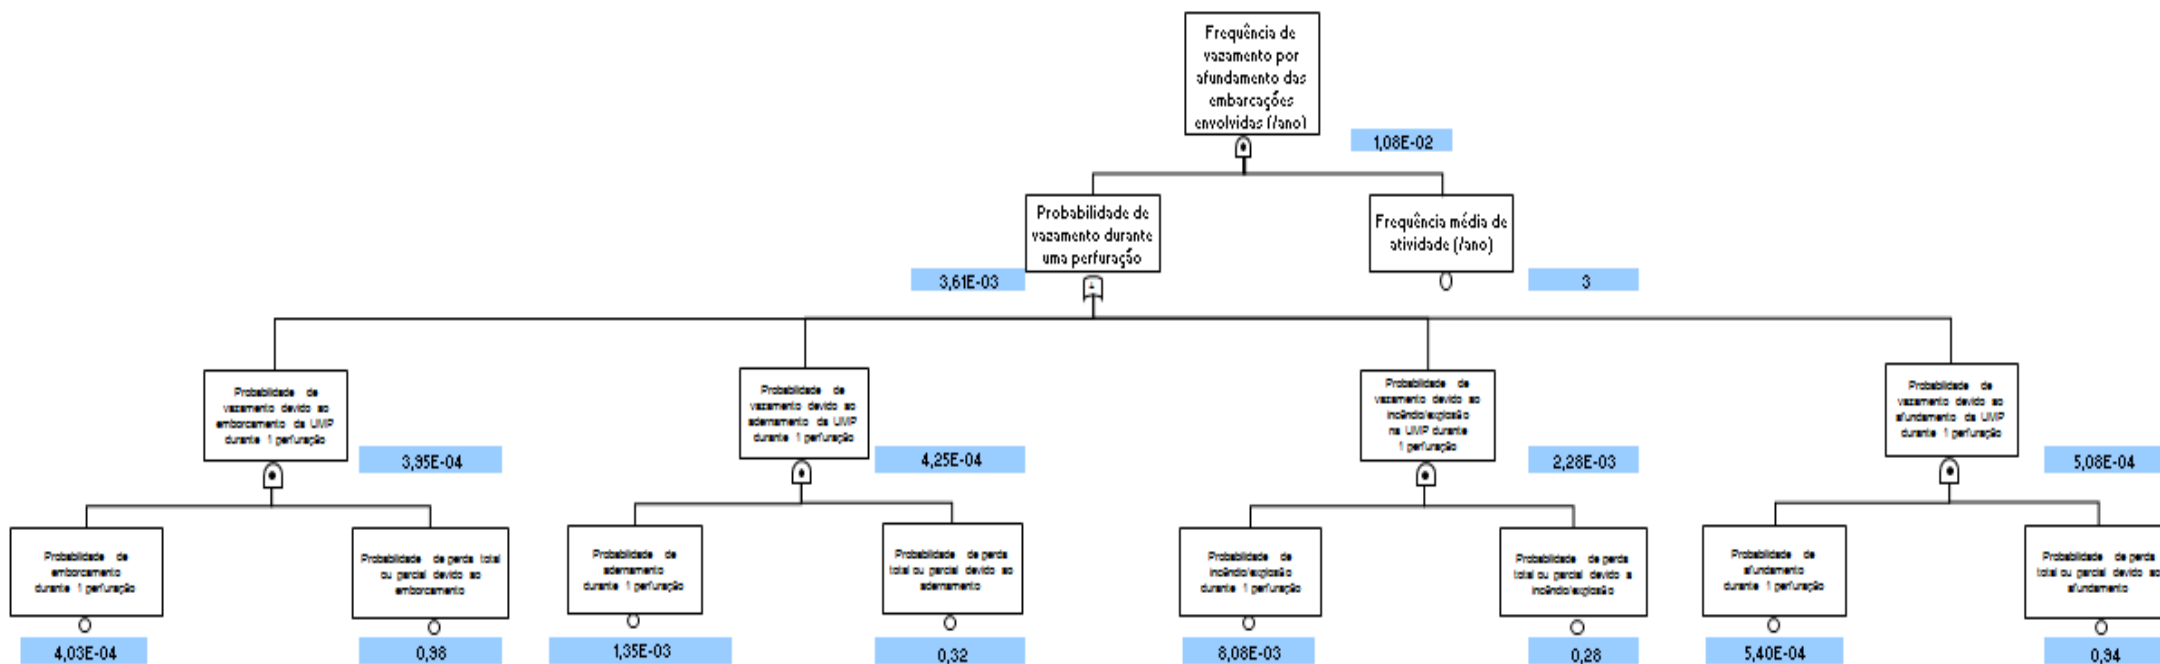 Frequência de
vazamento por
afundamento das
embarcações
envolvidas (/ano)
1,08E-02
Probabilidade de
vazamento durante
uma perfuração
3,61E-03
Frequência média de
atividade (/ano)
3
Probabilidade de
vazamento devido ao
emborcamento da UMP
durante 1 perfuração
3,95E-04
Probabilidade de
vazamento devido ao
adernamento da UMP
durante 1 perfuração
4,25E-04
Probabilidade de
vazamento devido ao
incêndio/explosão
na UMP durante
1 perfuração
2,28E-03
Probabilidade de
vazamento devido ao
afundamento da UMP
durante 1 perfuração
5,08E-04
Probabilidade de
emborcamento
durante 1 perfuração
4,03E-04
Probabilidade de perda total
ou parcial devido ao
emborcamento
0,98
Probabilidade de
adernamento
durante 1 perfuração
1,35E-03
Probabilidade de perda
total ou parcial devido ao
adernamento
0,32
Probabilidade de
incêndio/explosão
durante 1 perfuração
8,08E-03
Probabilidade de perda
total ou parcial devido a
incêndio/explosão
0,28
Probabilidade de
afundamento
durante 1 perfuração
5,40E-04
Probabilidade de perda
total ou parcial devido ao
afundamento
0,94